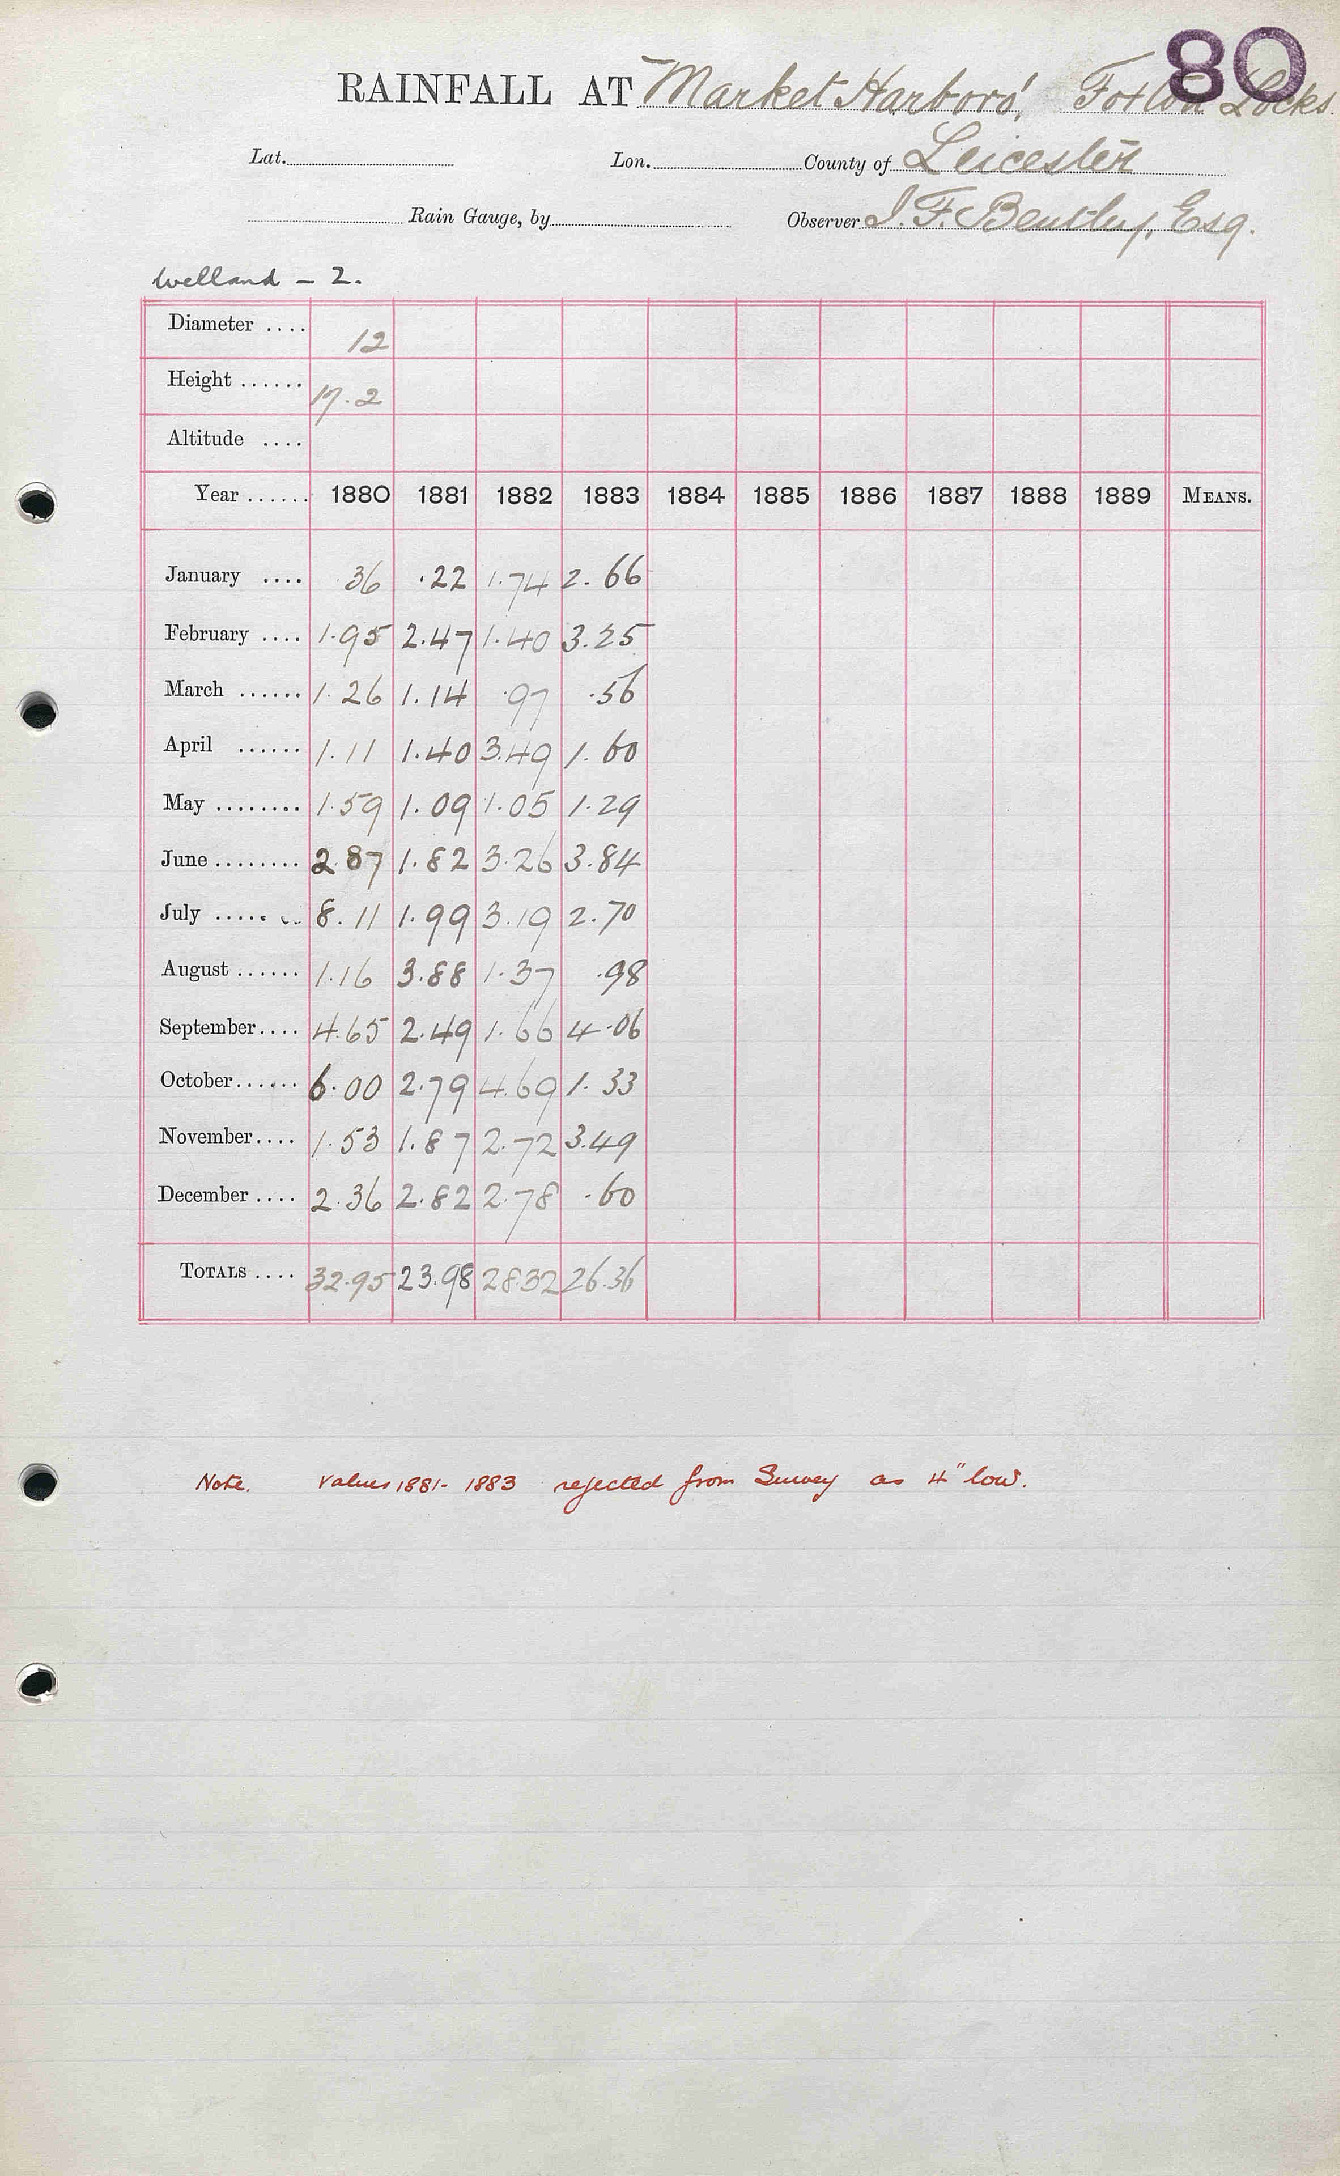 80
RAINFALL AT Market Harboro', Foxton Locks.
Lat. Lon. County of Leicester
Rain Gauge, by Observer J. F. Bentley, Esq.
Welland – 2.
Diameter .... 12
Height ...... 17.2
Altitude ....
Year ...... 1880 1881 1882 1883 1884 1885 1886 1887 1888 1889 MEANS.
January .... 36 .22 1.74 2.66
February .... 1.95 2.47 1.40 3.25
March ...... 1.26 1.14 .97 .56
April ...... 1.11 1.40 3.49 1.60
May ........ 1.59 1.09 1.05 1.29
June ........ 2.87 1.82 3.26 3.84
July ........ 8.11 1.99 3.19 2.70
August ...... 1.16 3.88 1.37 .98
September.... 4.65 2.49 1.66 4.06
October...... 6.00 2.79 4.69 1.33
November.... 1.53 1.87 2.72 3.49
December .... 2.36 2.82 2.78 .60
TOTALS .... 32.95 23.98 28.32 26.36
Note. Values 1881- 1883 rejected from Survey as 4" low.